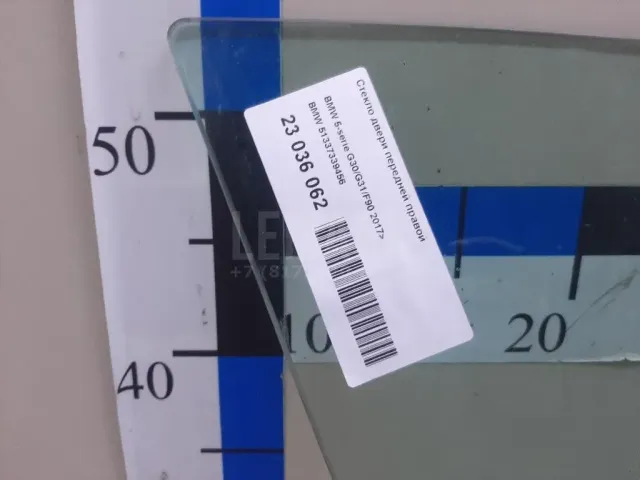 Стекло двери передней правой
BMW 5-serie G30/G31/F90 2017>
BMW 51337339456
23 036 062
50
40
10
20